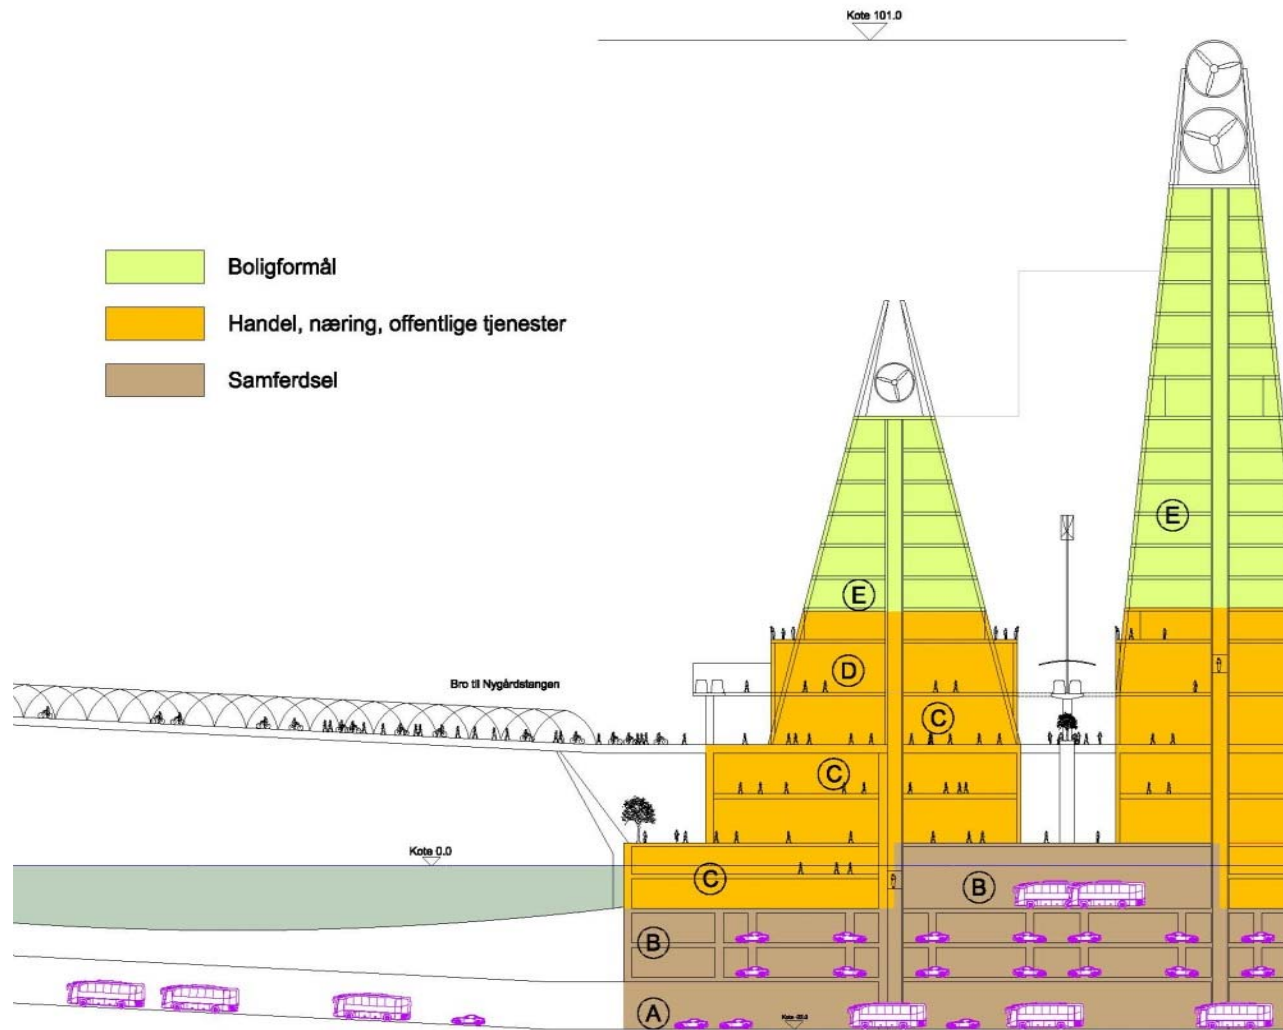 Kote 101.0
Boligformål
Handel, næring, offentlige tjenester
Samferdsel
E
E
D
Bro til Nygårdstangen
C
C
Kote 0.0
C
B
B
A